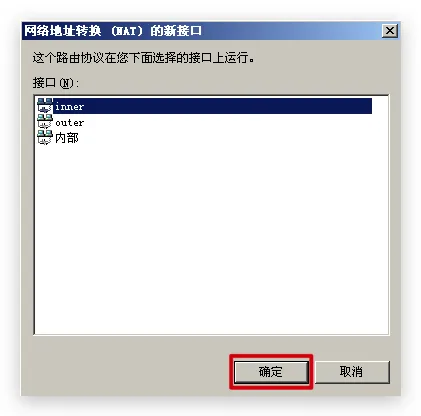 网络地址转换 (NAT) 的新接口
这个路由协议在您下面选择的接口上运行。
接口(N):
inner
outer
内部
确定
取消